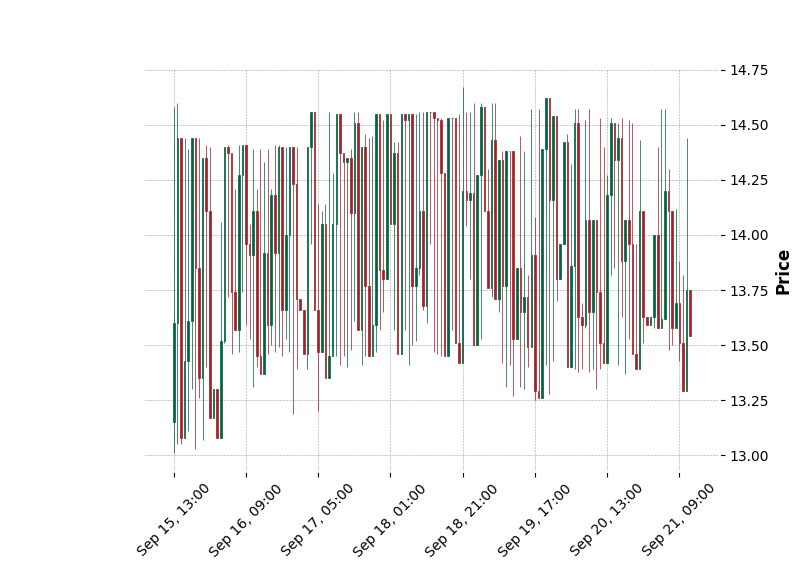 14.75
14.50
14.25
14.00
13.75
13.50
13.25
13.00
Price
Sep 15, 13:00
Sep 16, 09:00
Sep 17, 05:00
Sep 18, 01:00
Sep 18, 21:00
Sep 19, 17:00
Sep 20, 13:00
Sep 21, 09:00